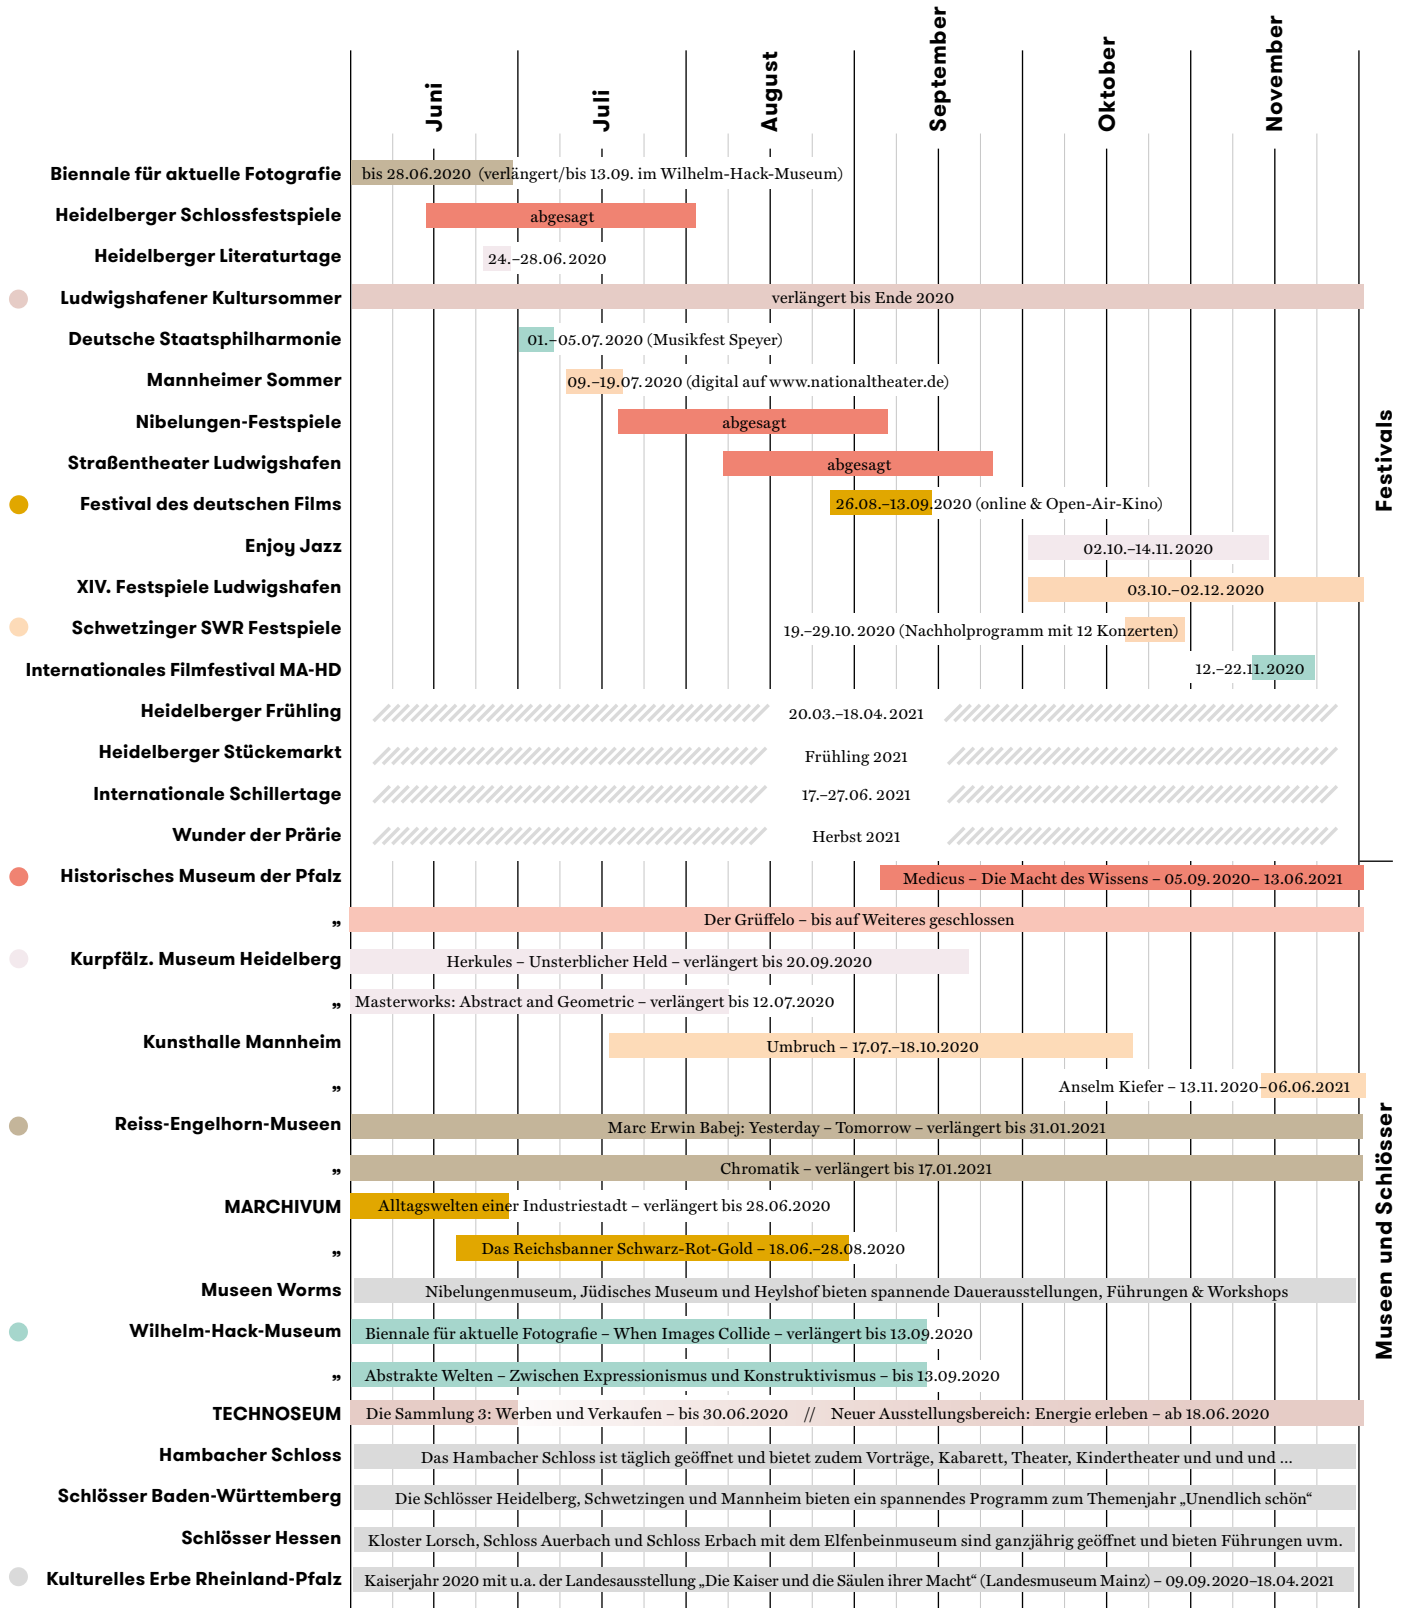 Juni
Juli
August
September
Oktober
November
Biennale für aktuelle Fotografie
bis 28.06.2020 (verlängert/bis 13.09. im Wilhelm-Hack-Museum)
Heidelberger Schlossfestspiele
abgesagt
Heidelberger Literaturtage
24.–28.06.2020
Ludwigshafener Kultursommer
verlängert bis Ende 2020
Deutsche Staatsphilharmonie
01.–05.07.2020 (Musikfest Speyer)
Mannheimer Sommer
09.–19.07.2020 (digital auf www.nationaltheater.de)
Nibelungen-Festspiele
abgesagt
Straßentheater Ludwigshafen
abgesagt
Festival des deutschen Films
26.08.–13.09.2020 (online & Open-Air-Kino)
Enjoy Jazz
02.10.–14.11.2020
XIV. Festspiele Ludwigshafen
03.10.–02.12.2020
Schwetzinger SWR Festspiele
19.–29.10.2020 (Nachholprogramm mit 12 Konzerten)
Internationales Filmfestival MA-HD
12.–22.11.2020
Heidelberger Frühling
20.03.–18.04.2021
Heidelberger Stückemarkt
Frühling 2021
Internationale Schillertage
17.–27.06. 2021
Wunder der Prärie
Herbst 2021
Festivals
Historisches Museum der Pfalz
Medicus – Die Macht des Wissens – 05.09.2020– 13.06.2021
„
Der Grüffelo – bis auf Weiteres geschlossen
Kurpfälz. Museum Heidelberg
Herkules – Unsterblicher Held – verlängert bis 20.09.2020
„
Masterworks: Abstract and Geometric – verlängert bis 12.07.2020
Kunsthalle Mannheim
Umbruch – 17.07.–18.10.2020
„
Anselm Kiefer – 13.11.2020–06.06.2021
Reiss-Engelhorn-Museen
Marc Erwin Babej: Yesterday – Tomorrow – verlängert bis 31.01.2021
„
Chromatik – verlängert bis 17.01.2021
MARCHIVUM
Alltagswelten einer Industriestadt – verlängert bis 28.06.2020
„
Das Reichsbanner Schwarz-Rot-Gold – 18.06.–28.08.2020
Museen Worms
Nibelungenmuseum, Jüdisches Museum und Heylshof bieten spannende Dauerausstellungen, Führungen & Workshops
Wilhelm-Hack-Museum
Biennale für aktuelle Fotografie – When Images Collide – verlängert bis 13.09.2020
„
Abstrakte Welten – Zwischen Expressionismus und Konstruktivismus – bis 13.09.2020
TECHNOSEUM
Die Sammlung 3: Werben und Verkaufen – bis 30.06.2020 // Neuer Ausstellungsbereich: Energie erleben – ab 18.06.2020
Hambacher Schloss
Das Hambacher Schloss ist täglich geöffnet und bietet zudem Vorträge, Kabarett, Theater, Kindertheater und und und ...
Schlösser Baden-Württemberg
Die Schlösser Heidelberg, Schwetzingen und Mannheim bieten ein spannendes Programm zum Themenjahr „Unendlich schön“
Schlösser Hessen
Kloster Lorsch, Schloss Auerbach und Schloss Erbach mit dem Elfenbeinmuseum sind ganzjährig geöffnet und bieten Führungen uvm.
Kulturelles Erbe Rheinland-Pfalz
Kaiserjahr 2020 mit u.a. der Landesausstellung „Die Kaiser und die Säulen ihrer Macht“ (Landesmuseum Mainz) – 09.09.2020–18.04.2021
Museen und Schlösser